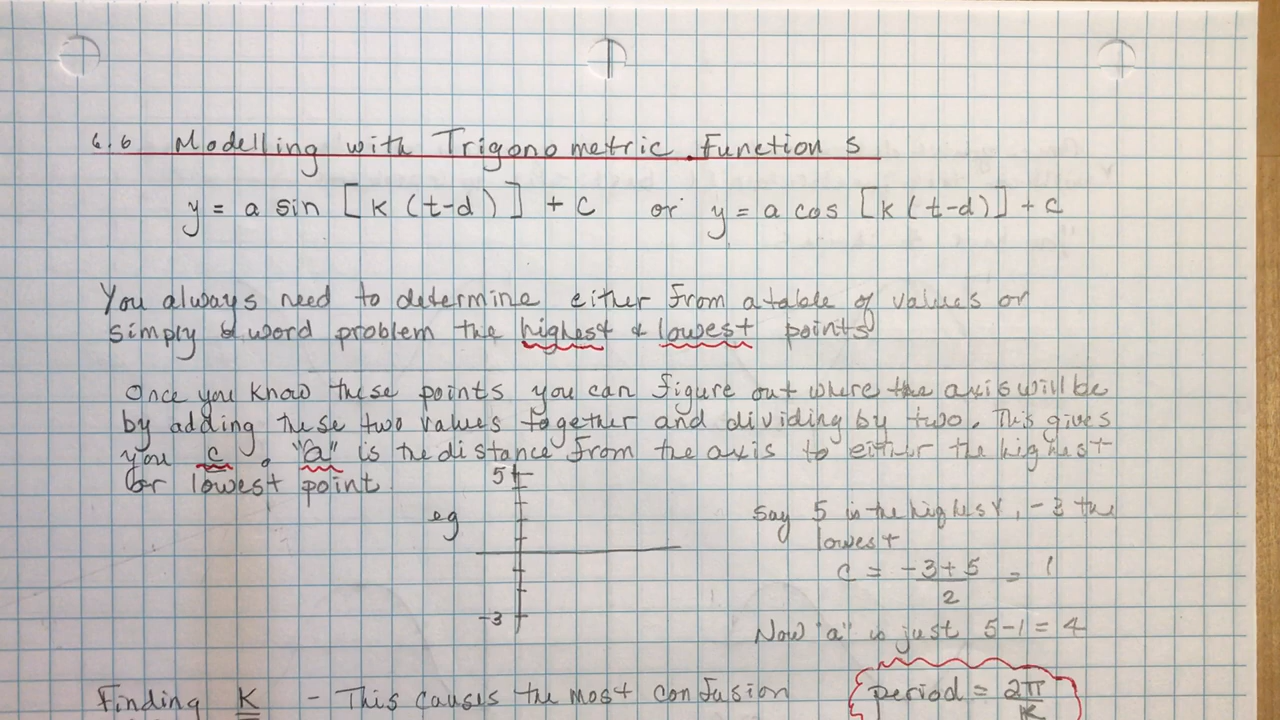 6.6 Modelling with Trigonometric Functions
y = a sin [k (t-d)] + c or y = a cos [k (t-d)] + c
You always need to determine either from a table of values or
simply a word problem the highest & lowest points
Once you know these points you can figure out where the axis will be
by adding these two values together and dividing by two. This gives
you c. "a" is the distance from the axis to either the highest
or lowest point
5
eg
say 5 is the highest, -3 the
lowest
c = -3+5 = 1
2
-3
Now "a" is just 5-1 = 4
Finding K - This causes the most confusion
period = 2π
K